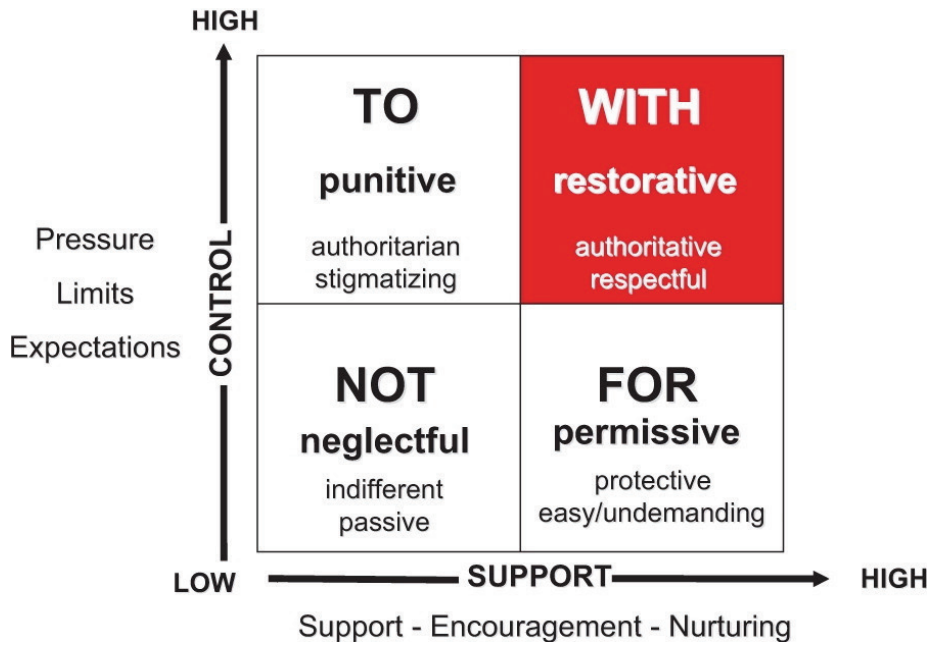 HIGH
TO
punitive
authoritarian
stigmatizing
WITH
restorative
authoritative
respectful
Pressure
Limits
Expectations
CONTROL
NOT
neglectful
indifferent
passive
FOR
permissive
protective
easy/undemanding
LOW
SUPPORT
HIGH
Support - Encouragement - Nurturing